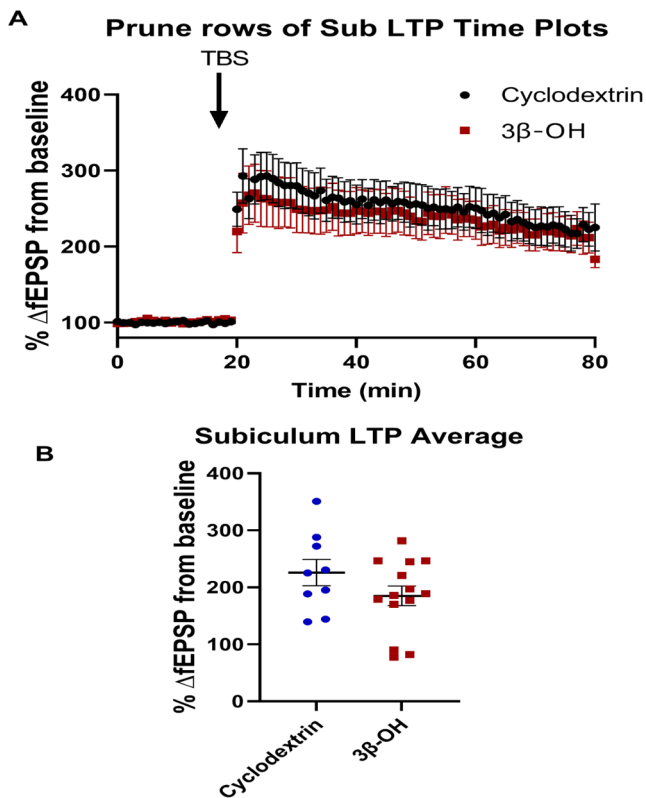 A
Prune rows of Sub LTP Time Plots
TBS
Cyclodextrin
3β-OH
% ΔfEPSP from baseline
400
300
200
100
0 20 40 60 80
Time (min)
B
Subiculum LTP Average
% ΔfEPSP from baseline
400
300
200
100
0
Cyclodextrin
3β-OH